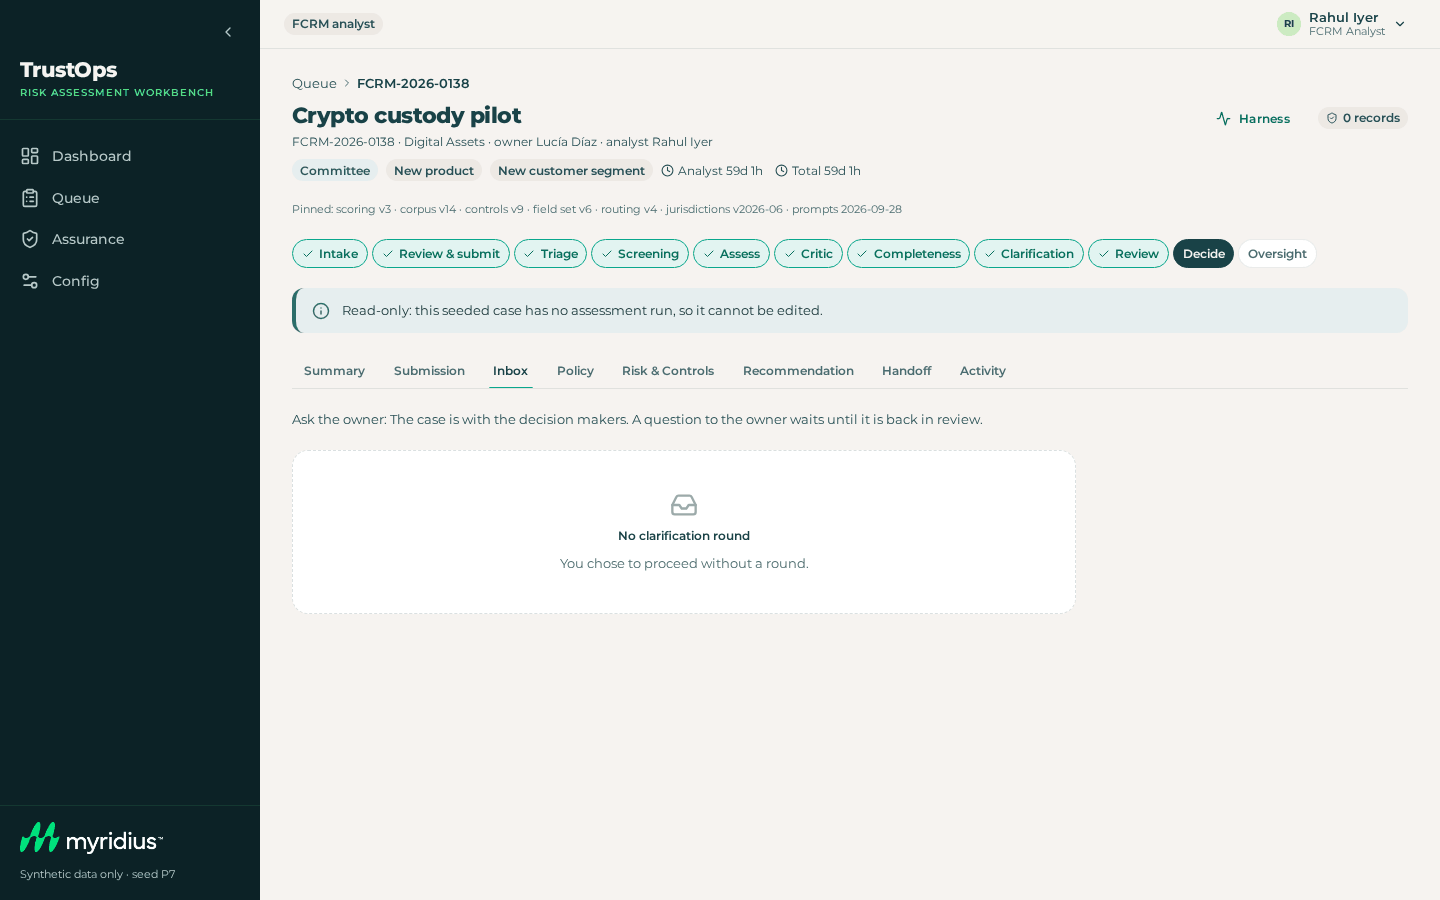 FCRM analyst
RI
Rahul Iyer
FCRM Analyst
TrustOps
RISK ASSESSMENT WORKBENCH
Dashboard
Queue
Assurance
Config
Queue > FCRM-2026-0138
Crypto custody pilot
Harness
0 records
FCRM-2026-0138 · Digital Assets · owner Lucía Díaz · analyst Rahul Iyer
Committee New product New customer segment Analyst 59d 1h Total 59d 1h
Pinned: scoring v3 · corpus v14 · controls v9 · field set v6 · routing v4 · jurisdictions v2026-06 · prompts 2026-09-28
Intake Review & submit Triage Screening Assess Critic Completeness Clarification Review Decide Oversight
Read-only: this seeded case has no assessment run, so it cannot be edited.
Summary Submission Inbox Policy Risk & Controls Recommendation Handoff Activity
Ask the owner: The case is with the decision makers. A question to the owner waits until it is back in review.
No clarification round
You chose to proceed without a round.
myridius™
Synthetic data only · seed P7